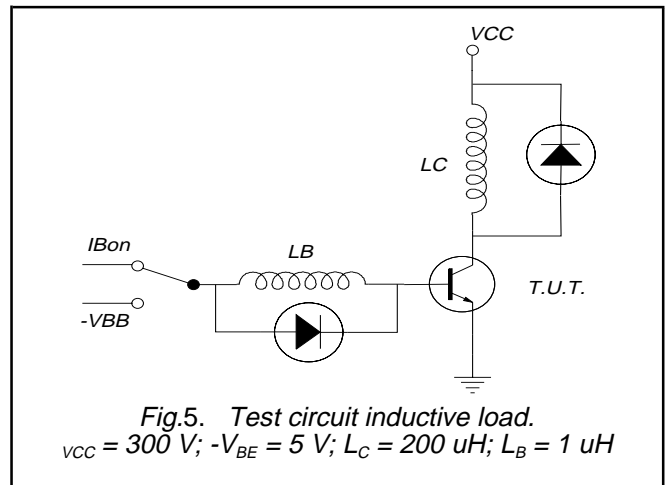 VCC
LC
IBon
LB
-VBB
T.U.T.
Fig.5. Test circuit inductive load.
VCC = 300 V; -VBE = 5 V; LC = 200 uH; LB = 1 uH